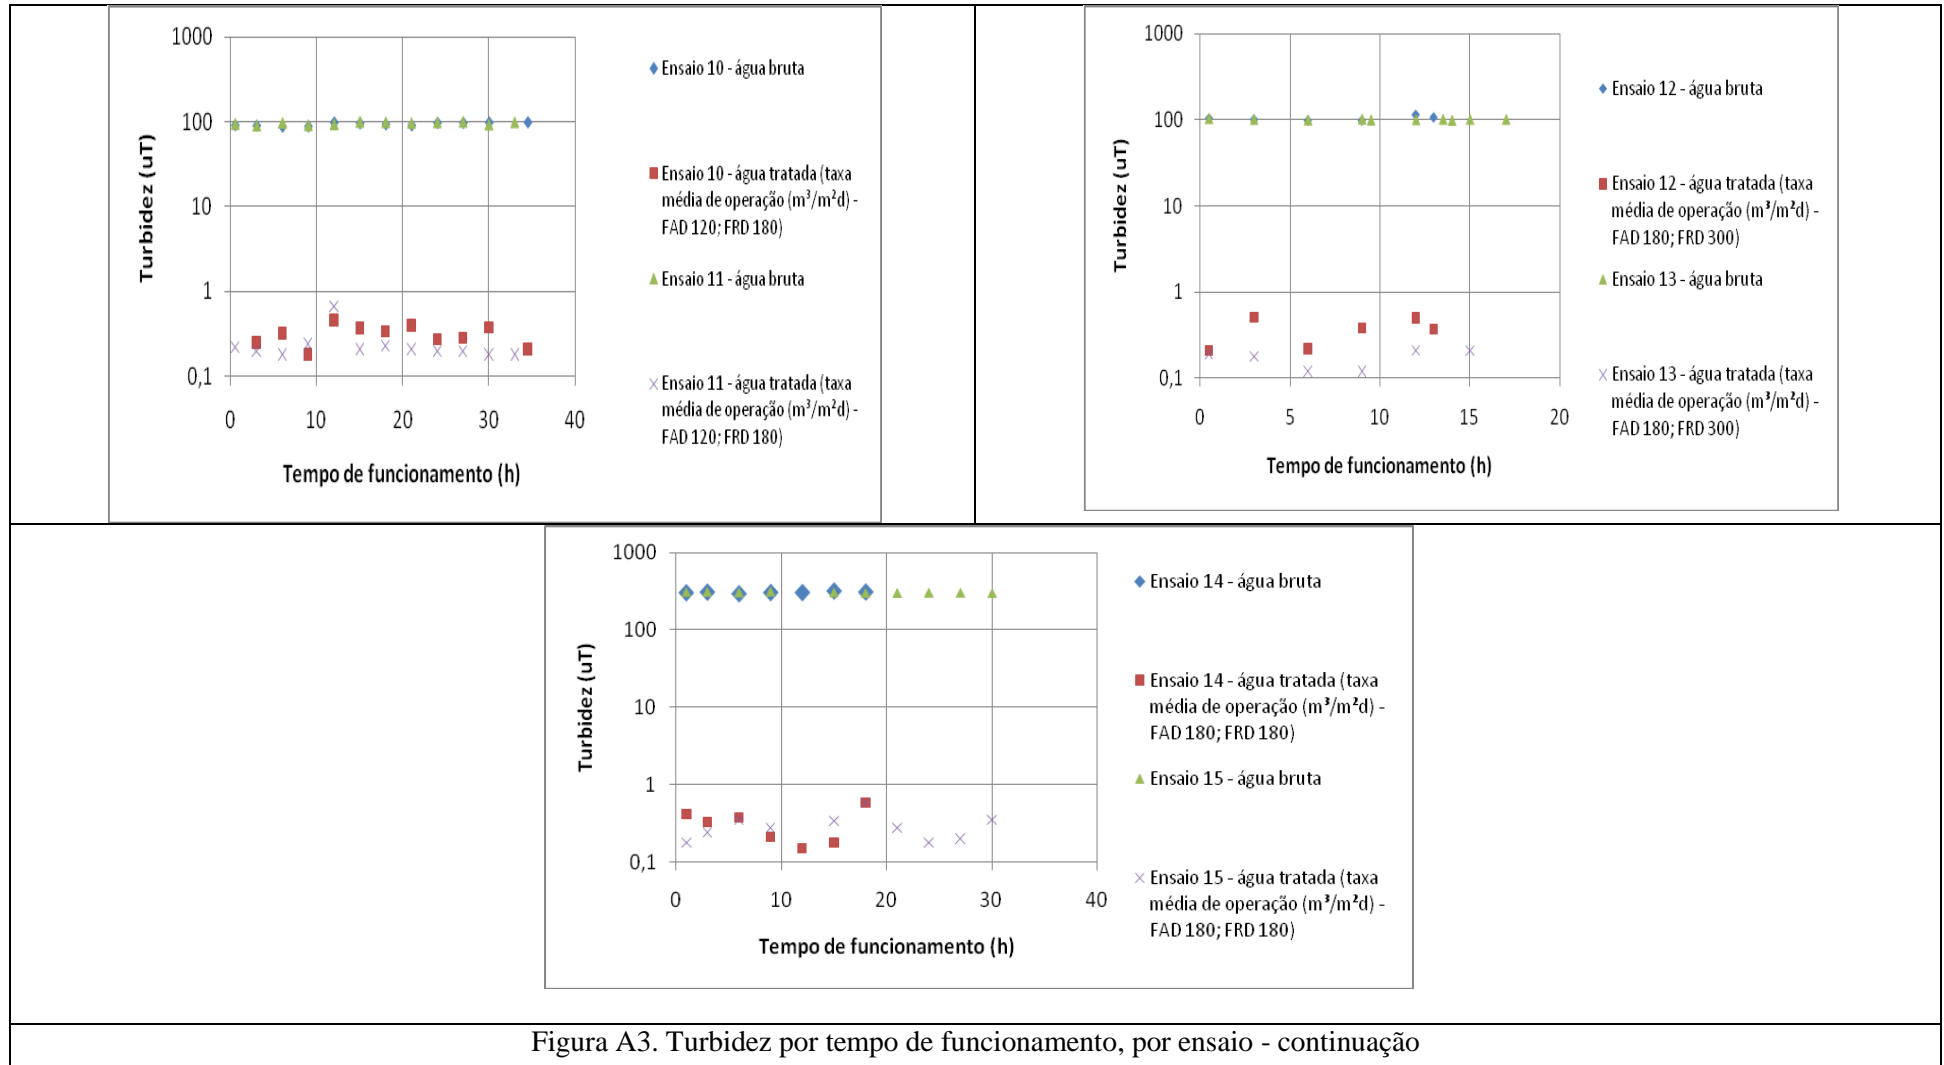 1000
100
10
1
0,1
0 10 20 30 40
Turbidez (uT)
Tempo de funcionamento (h)
Ensaio 10 - água bruta
Ensaio 10 - água tratada (taxa
média de operação (m³/m²d) -
FAD 120; FRD 180)
Ensaio 11 - água bruta
Ensaio 11 - água tratada (taxa
média de operação (m³/m²d) -
FAD 120; FRD 180)
1000
100
10
1
0,1
0 5 10 15 20
Turbidez (uT)
Tempo de funcionamento (h)
Ensaio 12 - água bruta
Ensaio 12 - água tratada (taxa
média de operação (m³/m²d) -
FAD 180; FRD 300)
Ensaio 13 - água bruta
Ensaio 13 - água tratada (taxa
média de operação (m³/m²d) -
FAD 180; FRD 300)
1000
100
10
1
0,1
0 10 20 30 40
Turbidez (uT)
Tempo de funcionamento (h)
Ensaio 14 - água bruta
Ensaio 14 - água tratada (taxa
média de operação (m³/m²d) -
FAD 180; FRD 180)
Ensaio 15 - água bruta
Ensaio 15 - água tratada (taxa
média de operação (m³/m²d) -
FAD 180; FRD 180)
Figura A3. Turbidez por tempo de funcionamento, por ensaio - continuação